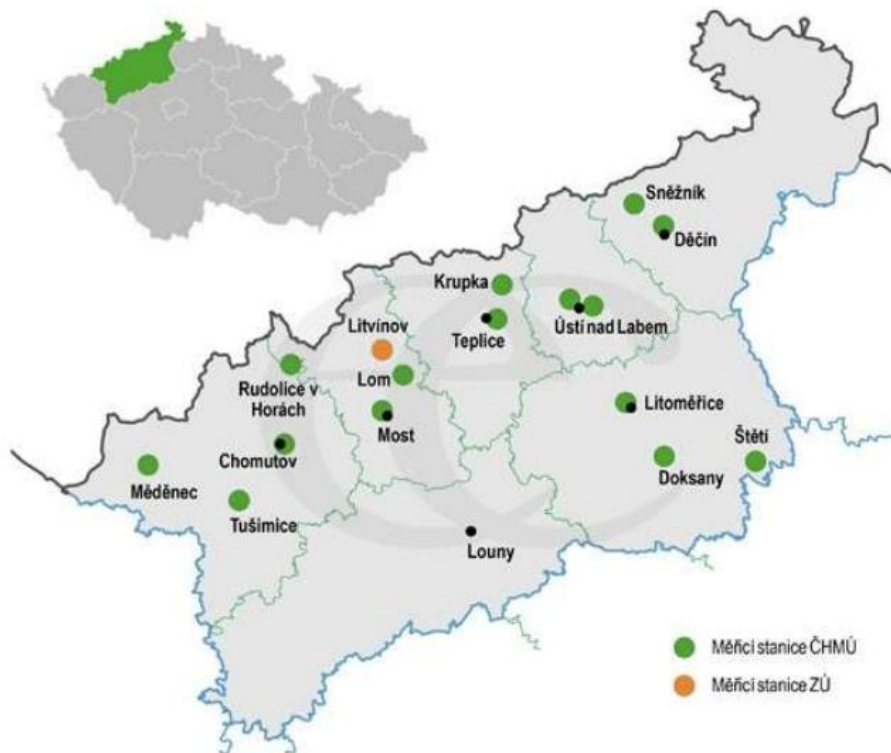 Sněžník
Děčín
Krupka
Teplice
Ústí nad Labem
Litvínov
Lom
Rudolice v
Horách
Most
Litoměřice
Štětí
Chomutov
Doksany
Měděnec
Tušimice
Louny
Měřicí stanice ČHMÚ
Měřicí stanice ZÚ